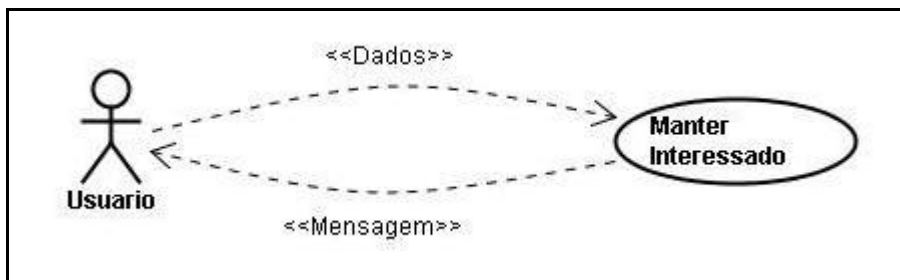 <<Dados>>
Manter
Interessado
Usuario
<<Mensagem>>